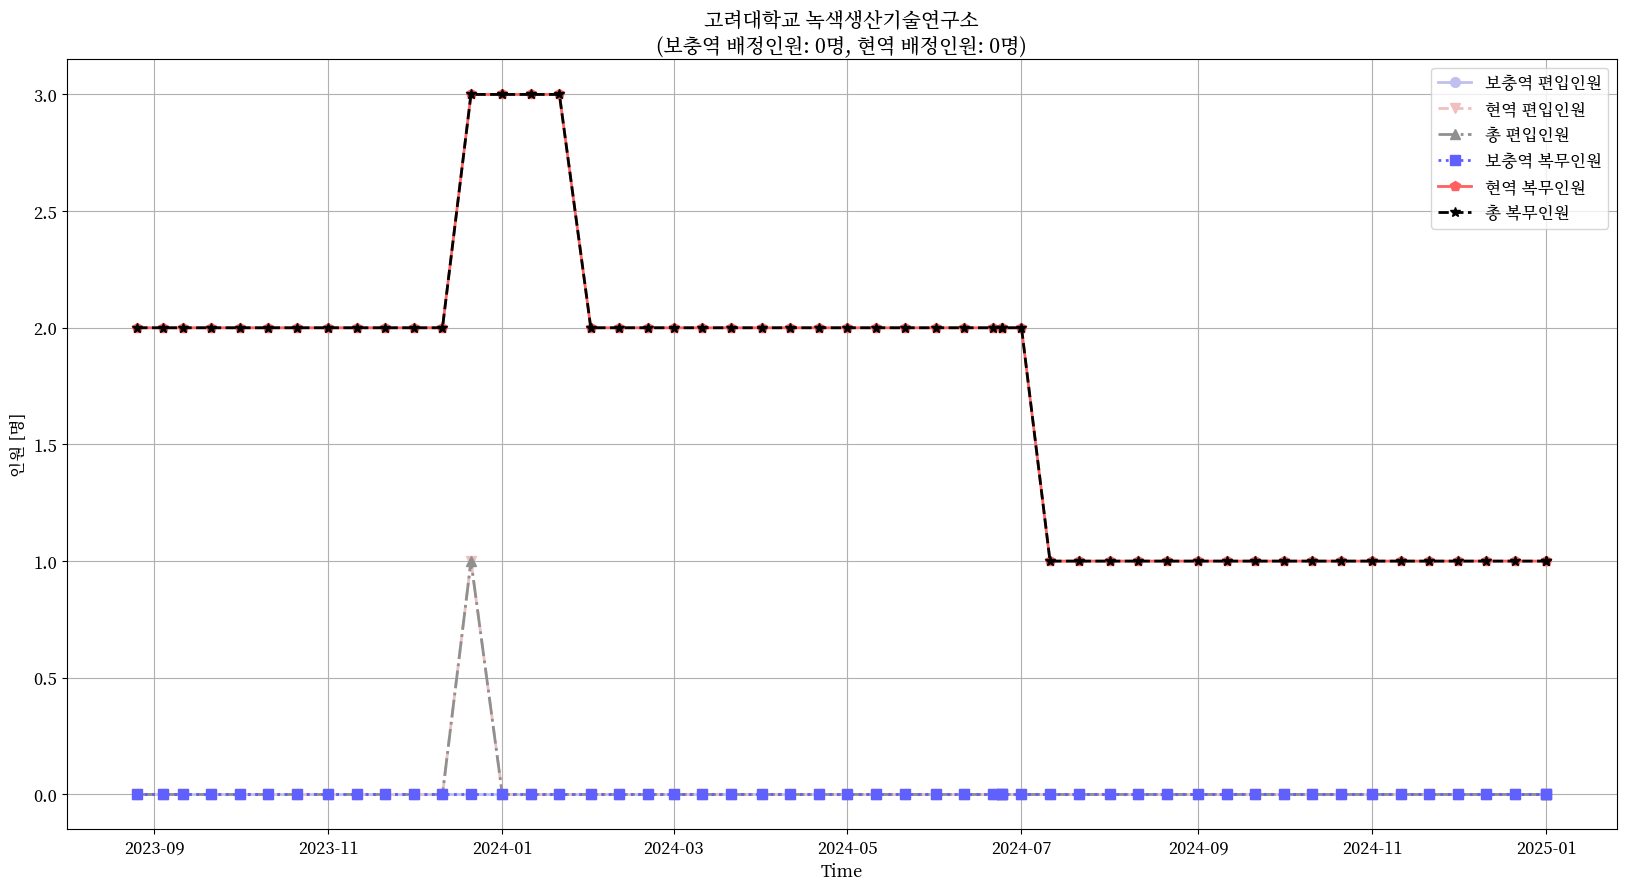 고려대학교 녹색생산기술연구소
(보충역 배정인원: 0명, 현역 배정인원: 0명)
보충역 편입인원
현역 편입인원
총 편입인원
보충역 복무인원
현역 복무인원
총 복무인원
인원 [명]
3.0
2.5
2.0
1.5
1.0
0.5
0.0
2023-09
2023-11
2024-01
2024-03
2024-05
2024-07
2024-09
2024-11
2025-01
Time